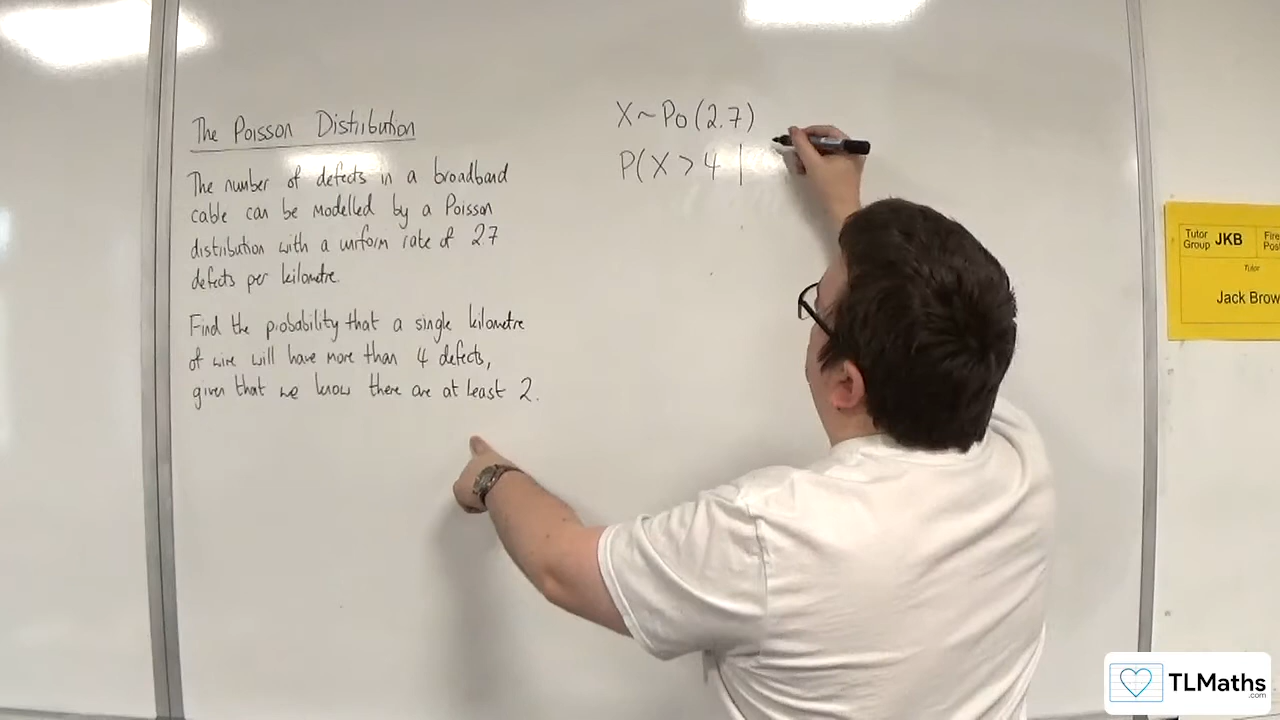 The Poisson Distribution
The number of defects in a broadband
cable can be modelled by a Poisson
distribution with a uniform rate of 2.7
defects per kilometre.
Find the probability that a single kilometre
of wire will have more than 4 defects,
given that we know there are at least 2.
X~Po(2.7)
P(X > 4 |
Tutor
Group JKB
Fire
Tutor
Jack Brow
TLMaths
.com